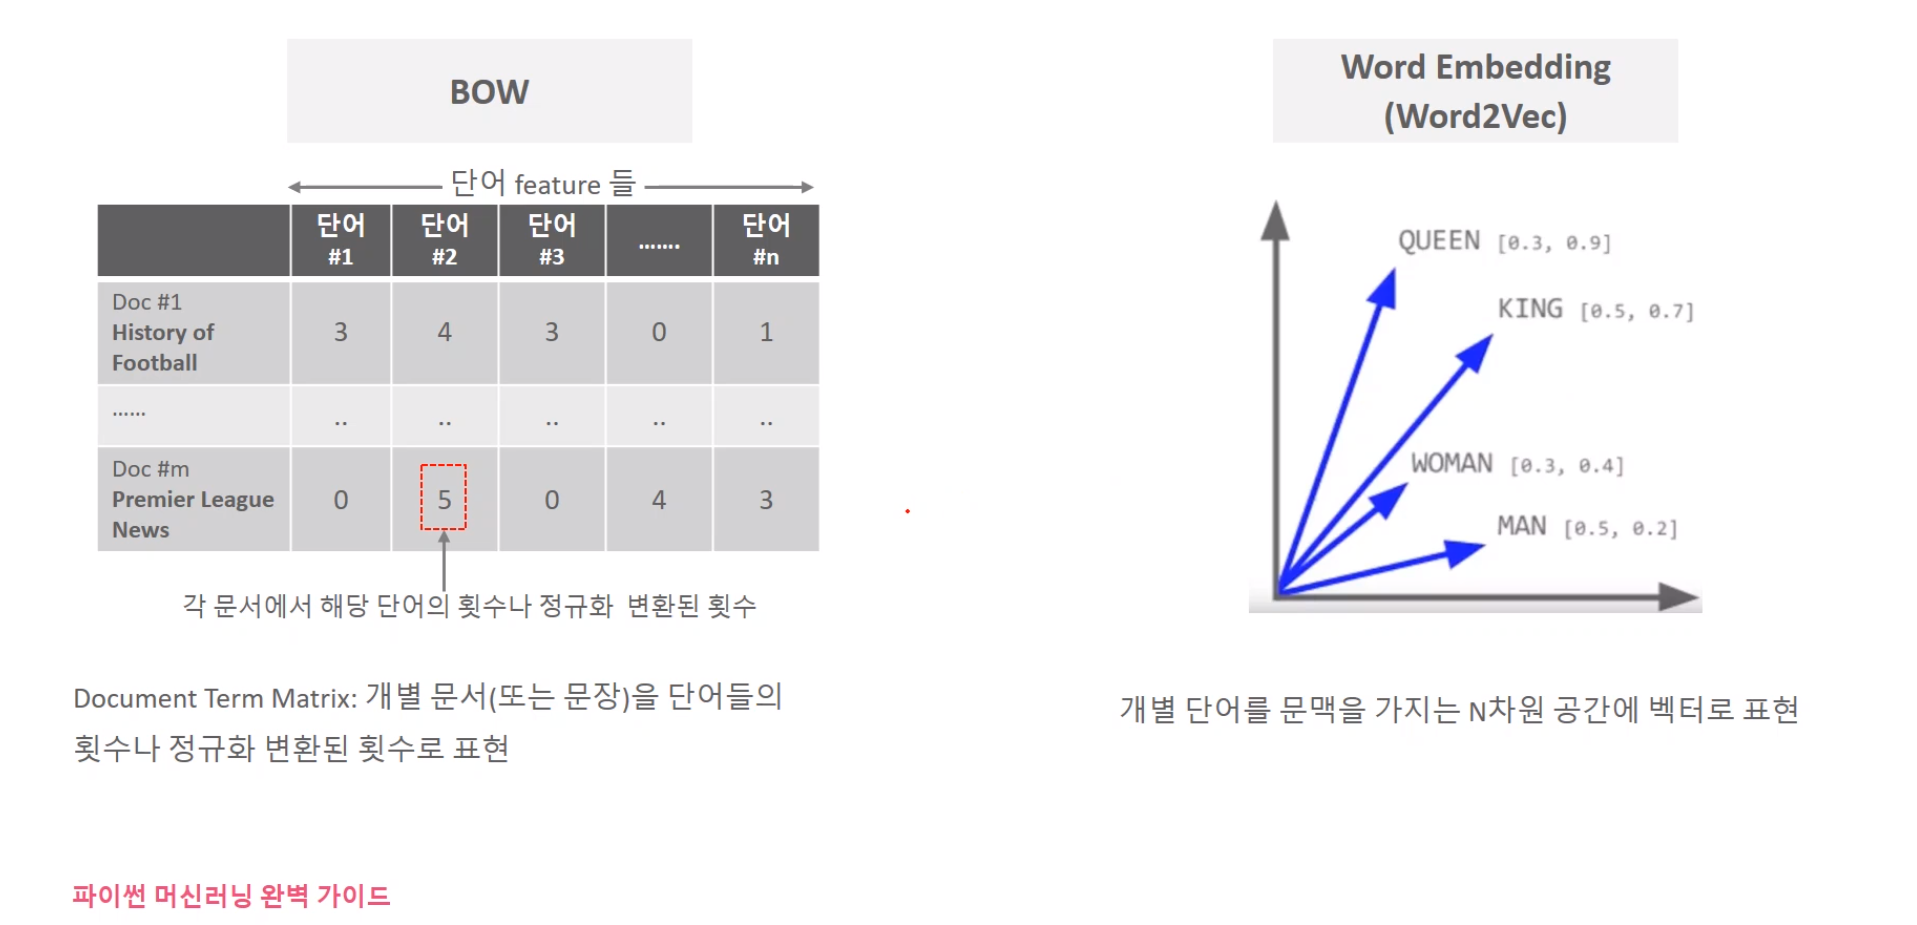 BOW
단어 feature 들
단어 #1 단어 #2 단어 #3 ....... 단어 #n
Doc #1
History of
Football
3 4 3 0 1
......
.. .. .. .. ..
Doc #m
Premier League
News
0 5 0 4 3
각 문서에서 해당 단어의 횟수나 정규화 변환된 횟수
Document Term Matrix: 개별 문서(또는 문장)을 단어들의
횟수나 정규화 변환된 횟수로 표현
Word Embedding
(Word2Vec)
QUEEN [0.3, 0.9]
KING [0.5, 0.7]
WOMAN [0.3, 0.4]
MAN [0.5, 0.2]
개별 단어를 문맥을 가지는 N차원 공간에 벡터로 표현
파이썬 머신러닝 완벽 가이드